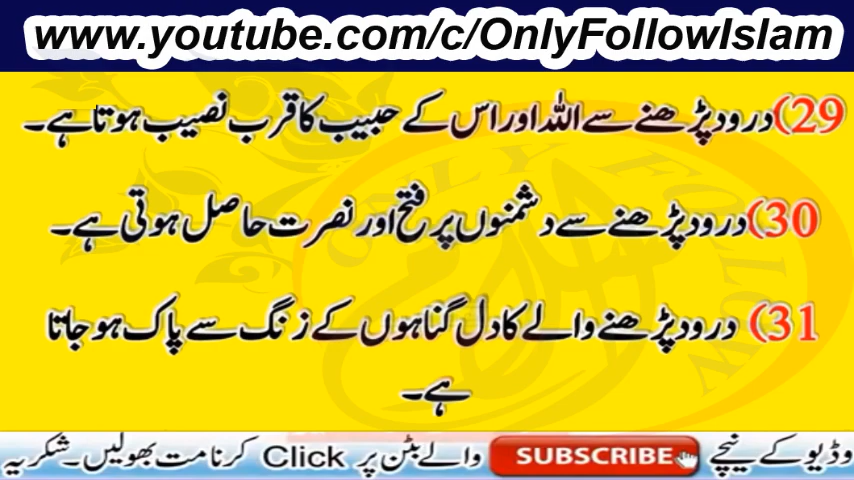 www.youtube.com/c/OnlyFollowIslam
29) درود پڑھنے سے اللہ اور اس کے حبیب کا قرب نصیب ہوتا ہے۔
30) درود پڑھنے سے دشمنوں پر فتح اور نصرت حاصل ہوتی ہے۔
31) درود پڑھنے والے کا دل گناہوں کے زنگ سے پاک ہو جاتا
ہے۔
وڈیو کے نیچے SUBSCRIBE والے بٹن پر Click کرنا مت بھولیں۔ شکریہ
ONLY FOLLOW